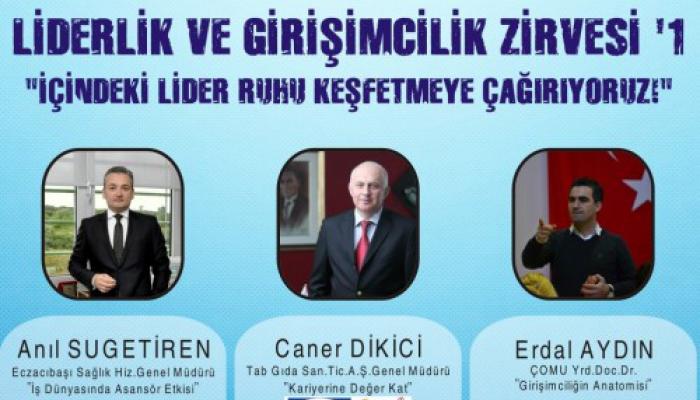 LİDERLİK VE GİRİŞİMCİLİK ZİRVESİ '1
"İÇİNDEKİ LİDER RUHU KEŞFETMEYE ÇAĞIRIYORUZ!"
Anıl SUGETİREN
Eczacıbaşı Sağlık Hiz.Genel Müdürü
"İş Dünyasında Asansör Etkisi"
Caner DİKİCİ
Tab Gıda San.Tic.A.Ş.Genel Müdürü
"Kariyerine Değer Kat"
Erdal AYDIN
ÇOMU Yrd.Doc.Dr.
"Girişimciliğin Anatomisi"